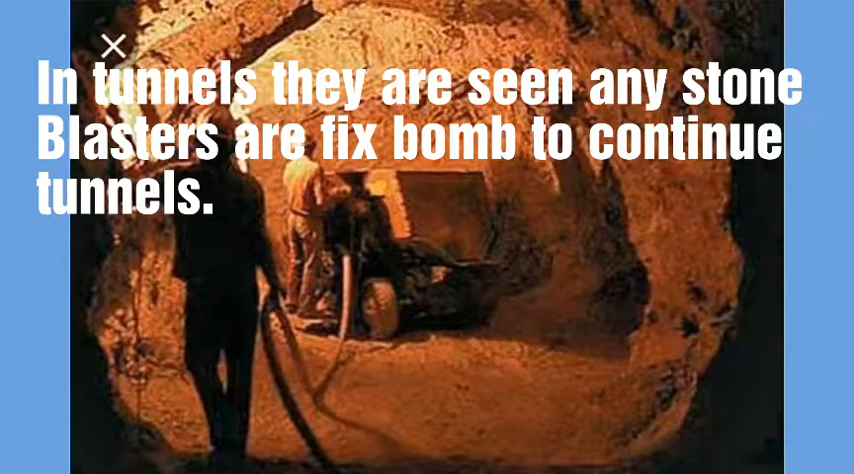 In tunnels they are seen any stone
Blasters are fix bomb to continue
tunnels.